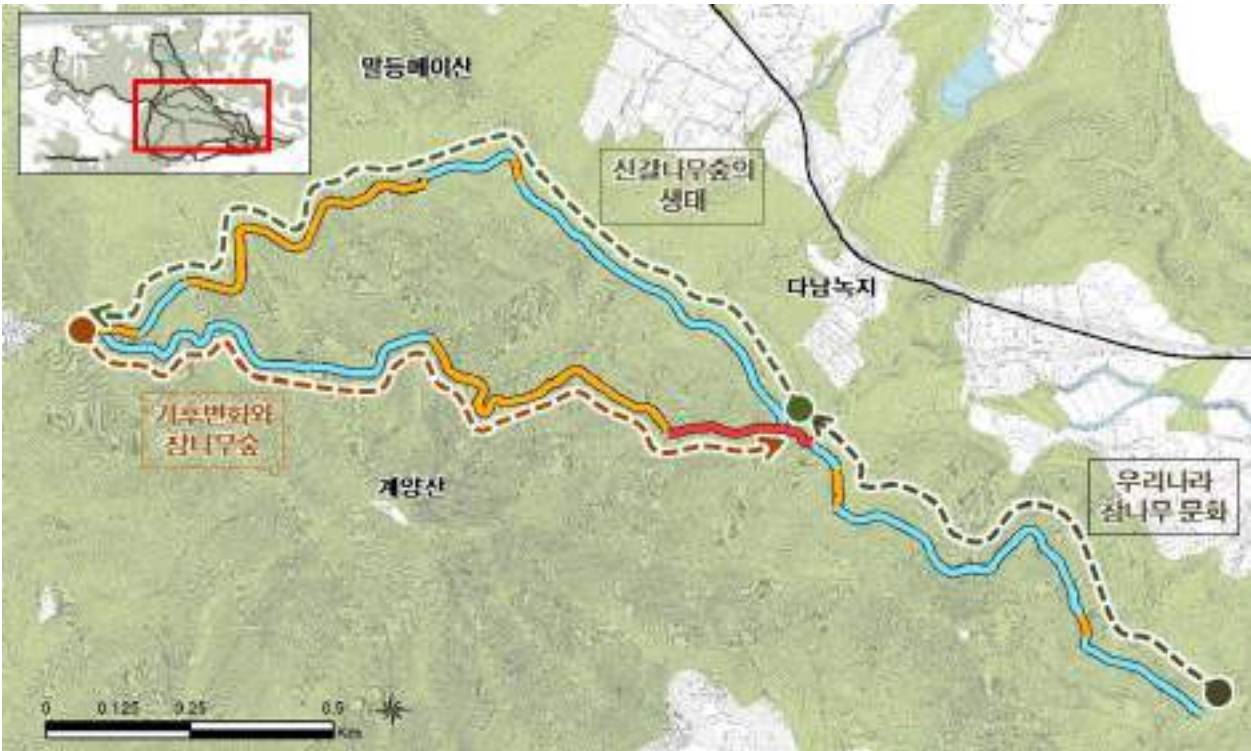 말등메이산
신갈나무숲의
생태
다남녹지
기후변화와
참나무숲
계양산
우리나라
참나무 문화
0 0.125 0.25 0.5
Km